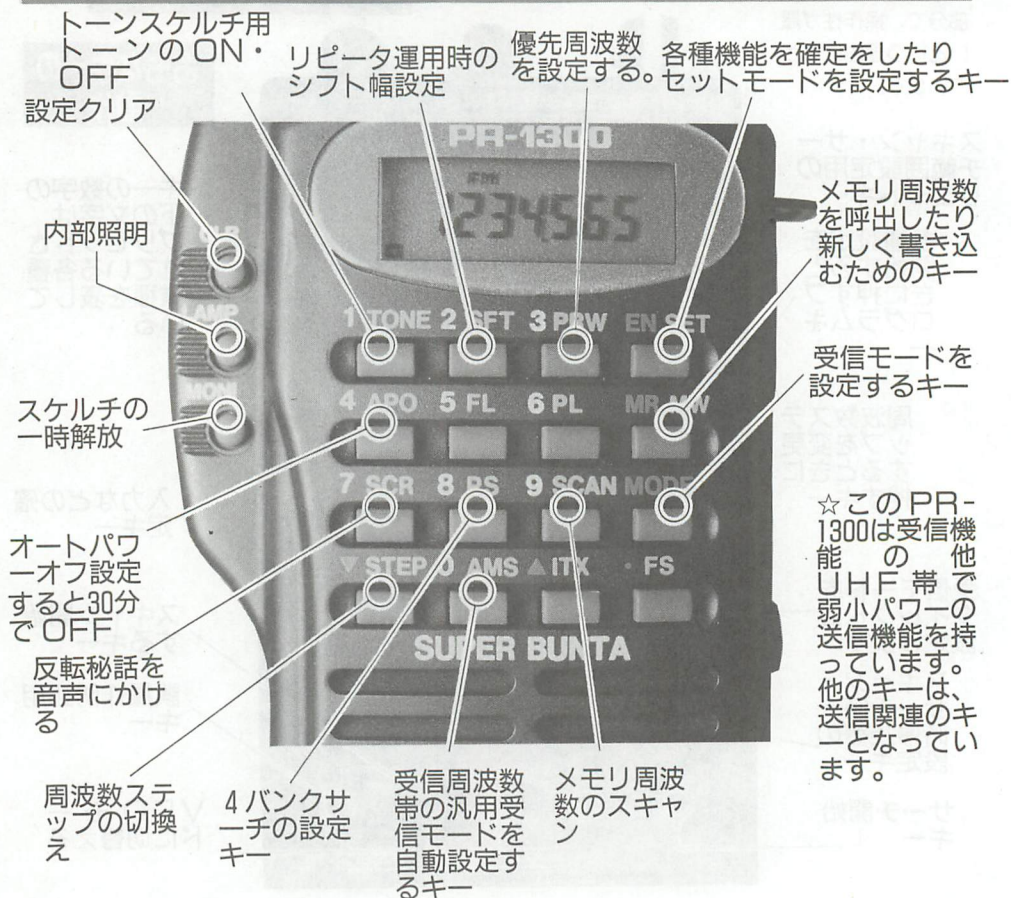 トーンスケルチ用
トーンのON・
OFF
設定クリア
リピータ運用時の
シフト幅設定
優先周波数
を設定する。
各種機能を確定をしたり
セットモードを設定するキー
内部照明
スケルチの
一時解放
オートパワ
ーオフ設定
すると30分
でOFF
反転秘話を
音声にかけ
る
周波数ステ
ップの切換
え
PR-1300
1234.565
CLR
LAMP
MONI
1 TONE 2 SFT 3 PRW EN SET
4 APO 5 FL 6 PL MR MW
7 SCR 8 PS 9 SCAN MODE
▼ STEP 0 AMS ▲ ITX · FS
SUPER BUNTA
4バンクサ
ーチの設定
キー
受信周波数
帯の汎用受
信モードを
自動設定す
るキー
メモリ周波
数のスキャ
ン
メモリ周波数
を呼出したり
新しく書き込
むためのキー
受信モードを
設定するキー
☆このPR-
1300は受信機
能の他
UHF帯で
弱小パワーの
送信機能を持
っています。
他のキーは、
送信関連のキ
ーとなってい
ます。